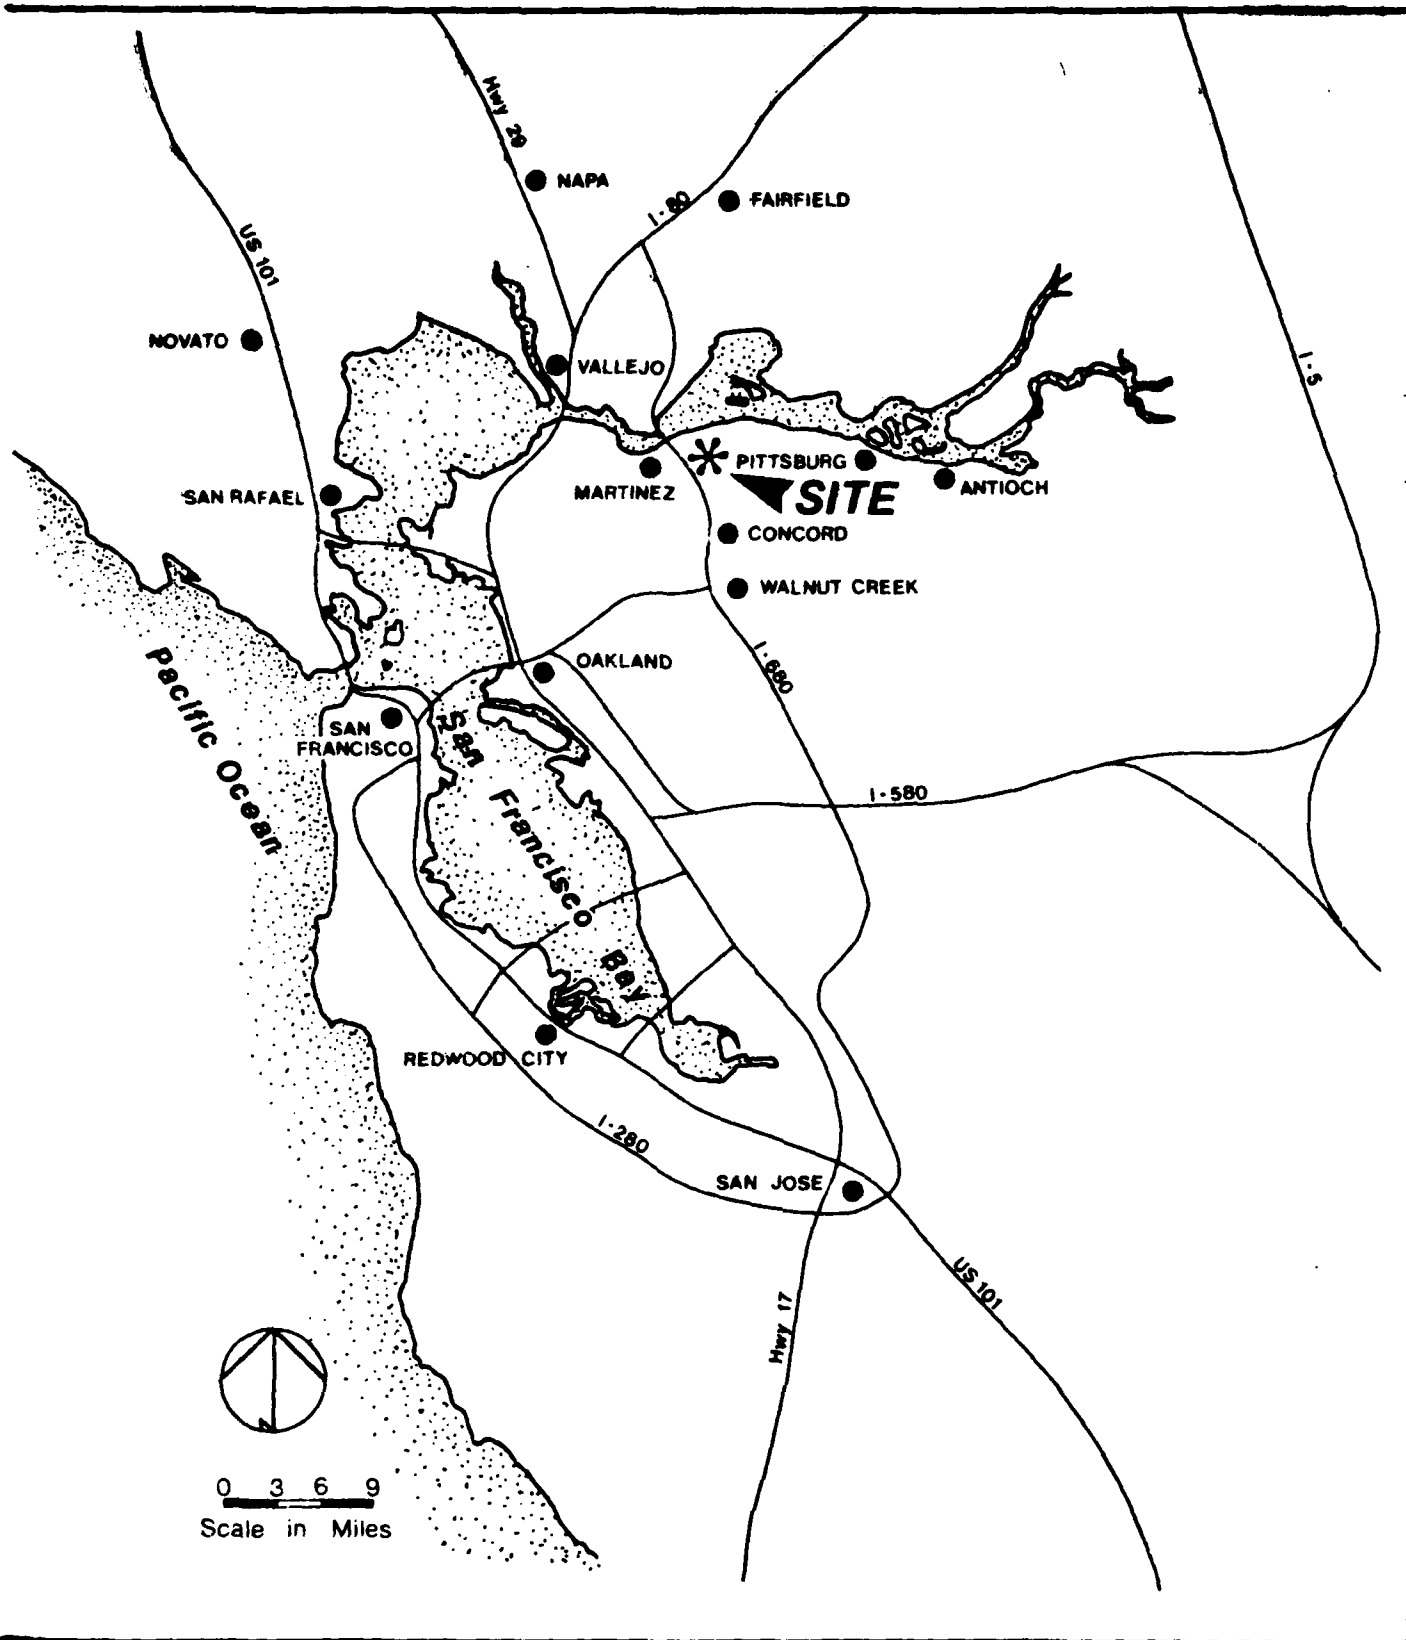 Hwy 29
NAPA
I-80
FAIRFIELD
US 101
NOVATO
VALLEJO
I-5
PITTSBURG
SAN RAFAEL
MARTINEZ
SITE
ANTIOCH
CONCORD
WALNUT CREEK
Pacific Ocean
OAKLAND
I-680
SAN
FRANCISCO
San Francisco Bay
I-580
REDWOOD CITY
I-280
SAN JOSE
US 101
Hwy 17
N
0 3 6 9
Scale in Miles